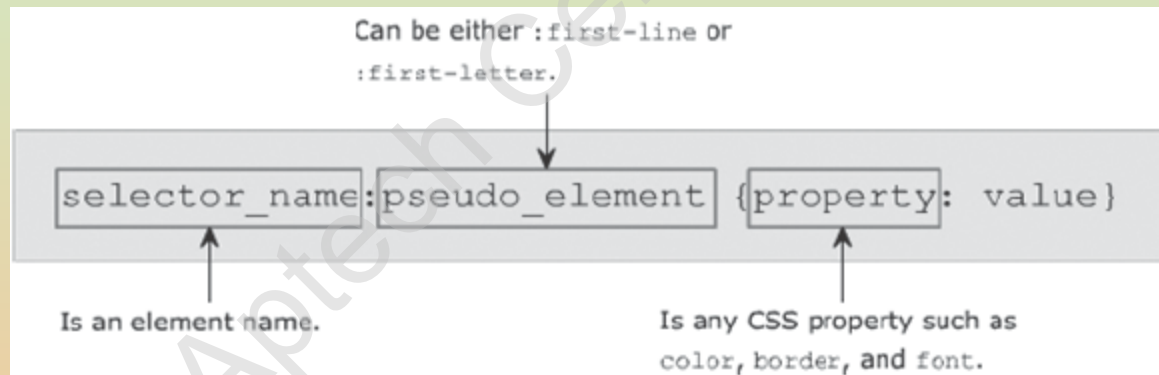 Can be either :first-line or
:first-letter.
selector_name:pseudo_element {property: value}
Is an element name.
Is any CSS property such as
color, border, and font.
Aptech